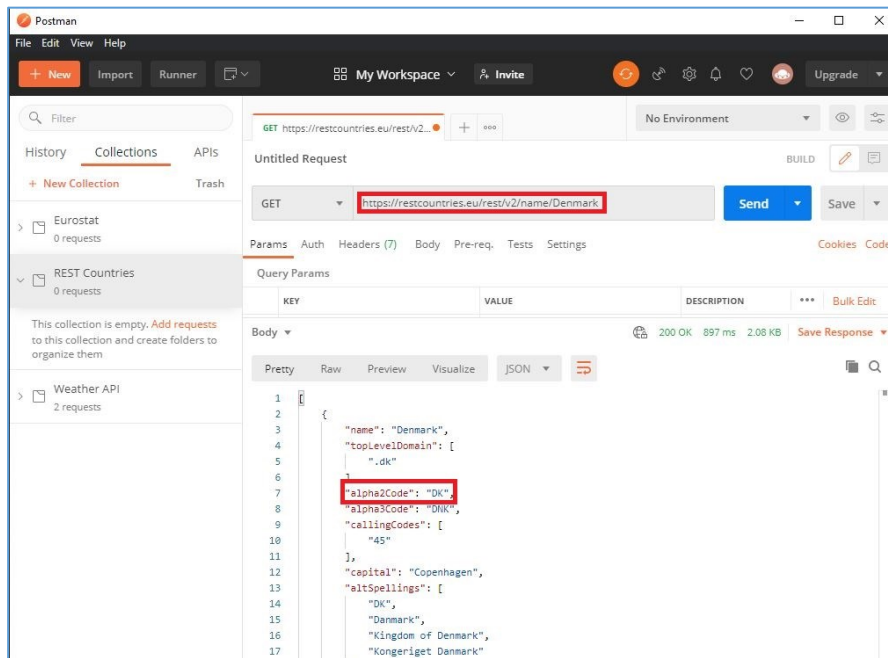 Postman
File Edit View Help
+ New Import Runner My Workspace Invite Upgrade
Filter
History Collections APIs
+ New Collection Trash
Eurostat
0 requests
REST Countries
0 requests
This collection is empty. Add requests
to this collection and create folders to
organize them
Weather API
2 requests
GET https://restcountries.eu/rest/v2... + ooo
No Environment
Untitled Request BUILD
GET https://restcountries.eu/rest/v2/name/Denmark Send Save
Params Auth Headers (7) Body Pre-req. Tests Settings Cookies Code
Query Params
KEY VALUE DESCRIPTION ••• Bulk Edit
Body 200 OK 897 ms 2.08 KB Save Response
Pretty Raw Preview Visualize JSON
1 [
2 {
3 "name": "Denmark",
4 "topLevelDomain": [
5 ".dk"
6 ]
7 "alpha2Code": "DK",
8 "alpha3Code": "DNK",
9 "callingCodes": [
10 "45"
11 ],
12 "capital": "Copenhagen",
13 "altSpellings": [
14 "DK",
15 "Danmark",
16 "Kingdom of Denmark",
17 "Kongeriget Danmark"